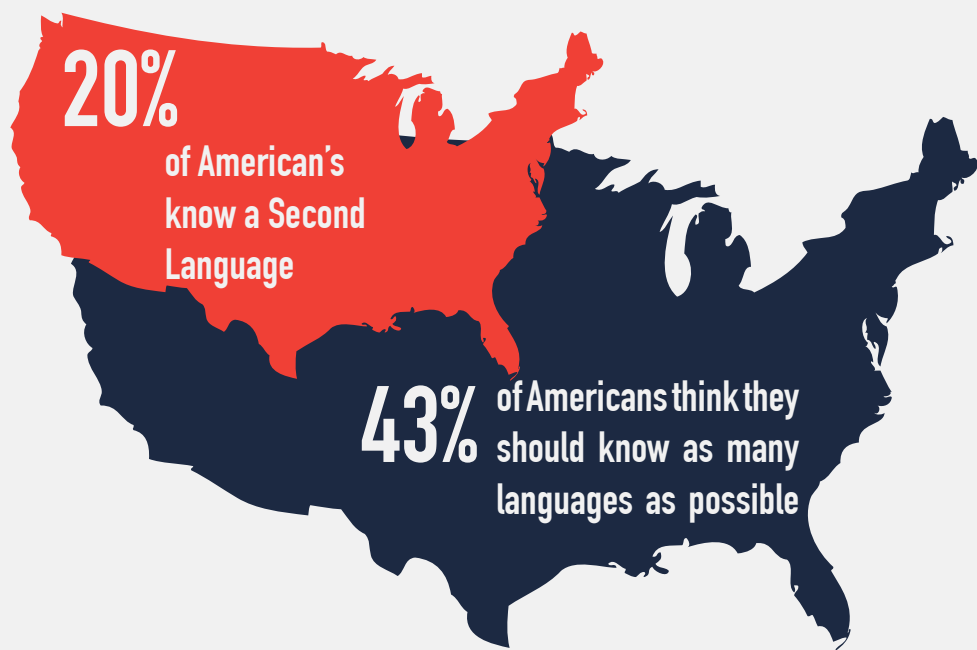 20%
of American’s
know a Second
Language
43%
of Americans think they
should know as many
languages as possible